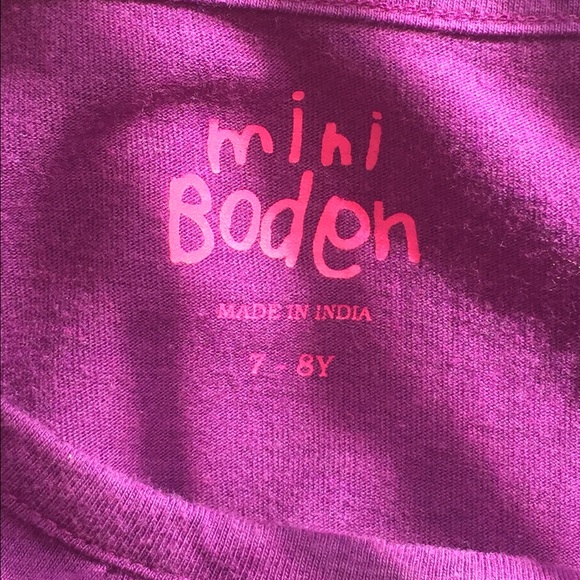 mini
Boden
MADE IN INDIA
7 - 8Y